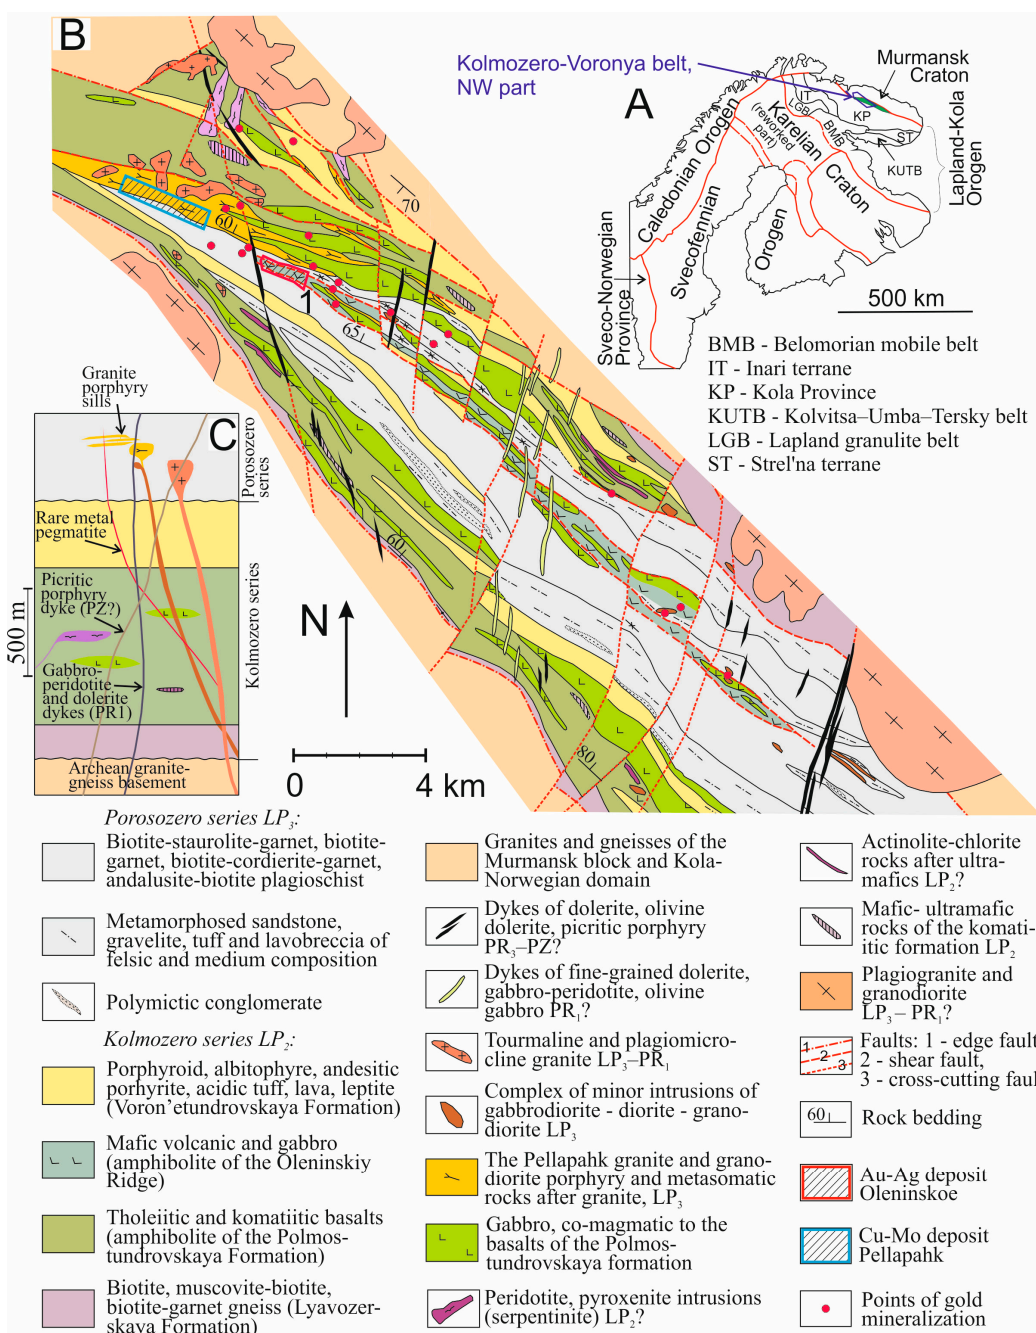 B
A
Kolmozero-Voronya belt,
NW part
Murmansk
Craton
IT
LGB
KP
ST
BMB
KUTB
Karelian
(reworked
part)
Craton
Caledonian Orogen
Svecofennian
Orogen
Sveco-Norwegian
Province
Lapland-Kola
Orogen
500 km
BMB - Belomorian mobile belt
IT - Inari terrane
KP - Kola Province
KUTB - Kolvitsa–Umba–Tersky belt
LGB - Lapland granulite belt
ST - Strel'na terrane
70
60
1
65
60
80
N
0 4 km
C
Granite
porphyry
sills
Rare metal
pegmatite
Picritic
porphyry
dyke (PZ?)
Gabbro-
peridotite
and dolerite
dykes (PR1)
Archean granite-
gneiss basement
Porosozero
series
Kolmozero series
500 m
Porosozero series LP3:
Biotite-staurolite-garnet, biotite-
garnet, biotite-cordierite-garnet,
andalusite-biotite plagioschist
Metamorphosed sandstone,
gravelite, tuff and lavobreccia of
felsic and medium composition
Polymictic conglomerate
Kolmozero series LP2:
Porphyroid, albitophyre, andesitic
porphyrite, acidic tuff, lava, leptite
(Voron’etundrovskaya Formation)
Mafic volcanic and gabbro
(amphibolite of the Oleninskiy
Ridge)
Tholeiitic and komatiitic basalts
(amphibolite of the Polmos-
tundrovskaya Formation)
Biotite, muscovite-biotite,
biotite-garnet gneiss (Lyavozer-
skaya Formation)
Granites and gneisses of the
Murmansk block and Kola-
Norwegian domain
Dykes of dolerite, olivine
dolerite, picritic porphyry
PR3–PZ?
Dykes of fine-grained dolerite,
gabbro-peridotite, olivine
gabbro PR1?
Tourmaline and plagiomicro-
cline granite LP3–PR1
Complex of minor intrusions of
gabbrodiorite - diorite - grano-
diorite LP3
The Pellapahk granite and grano-
diorite porphyry and metasomatic
rocks after granite, LP3
Gabbro, co-magmatic to the
basalts of the Polmos-
tundrovskaya formation
Peridotite, pyroxenite intrusions
(serpentinite) LP2?
Actinolite-chlorite
rocks after ultra-
mafics LP2?
Mafic- ultramafic
rocks of the komati-
itic formation LP2
Plagiogranite and
granodiorite
LP3– PR1?
1
2
3
Faults: 1 - edge fault
2 - shear fault,
3 - cross-cutting faul
60
Rock bedding
Au-Ag deposit
Oleninskoe
Cu-Mo deposit
Pellapahk
Points of gold
mineralization